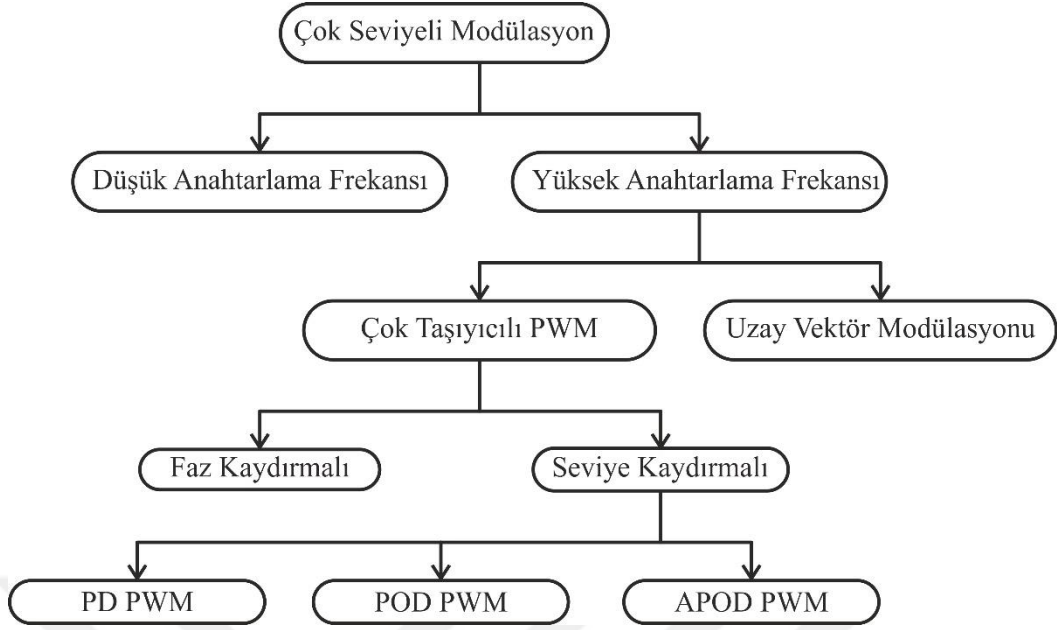 Çok Seviyeli Modülasyon
Düşük Anahtarlama Frekansı
Yüksek Anahtarlama Frekansı
Çok Taşıyıcılı PWM
Uzay Vektör Modülasyonu
Faz Kaydırmalı
Seviye Kaydırmalı
PD PWM
POD PWM
APOD PWM